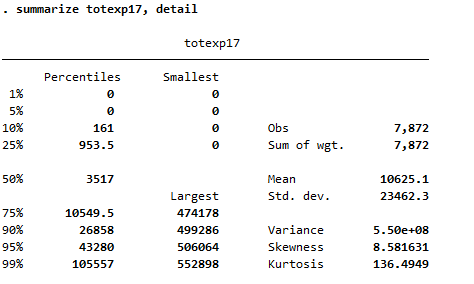 . summarize totexp17, detail
totexp17
Percentiles Smallest
1% 0 0
5% 0 0
10% 161 0 Obs 7,872
25% 953.5 0 Sum of wgt. 7,872
50% 3517 Mean 10625.1
Largest Std. dev. 23462.3
75% 10549.5 474178
90% 26858 499286 Variance 5.50e+08
95% 43280 506064 Skewness 8.581631
99% 105557 552898 Kurtosis 136.4949